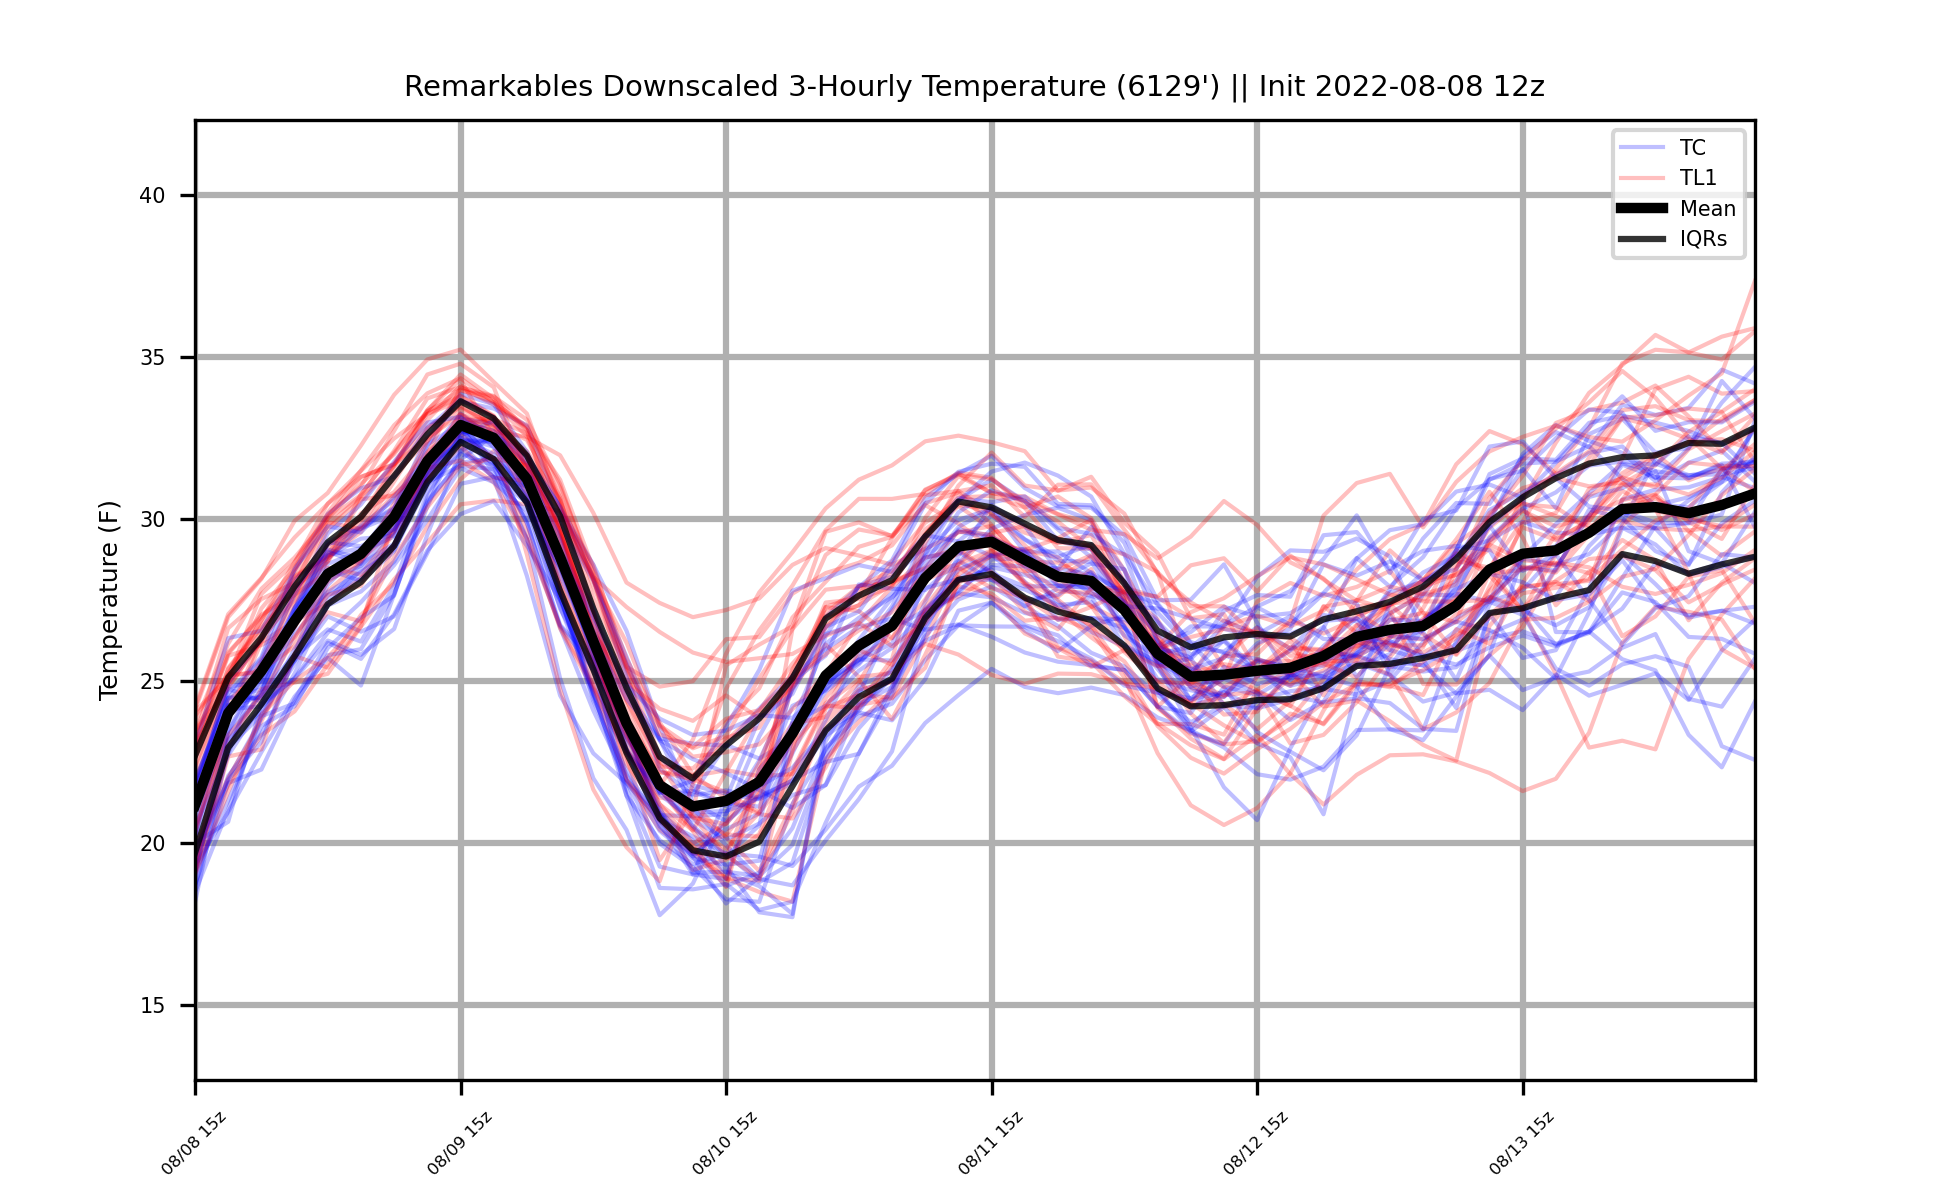 Remarkables Downscaled 3-Hourly Temperature (6129') || Init 2022-08-08 12z
TC
TL1
Mean
IQRs
Temperature (F)
40
35
30
25
20
15
08/08 15z
08/09 15z
08/10 15z
08/11 15z
08/12 15z
08/13 15z